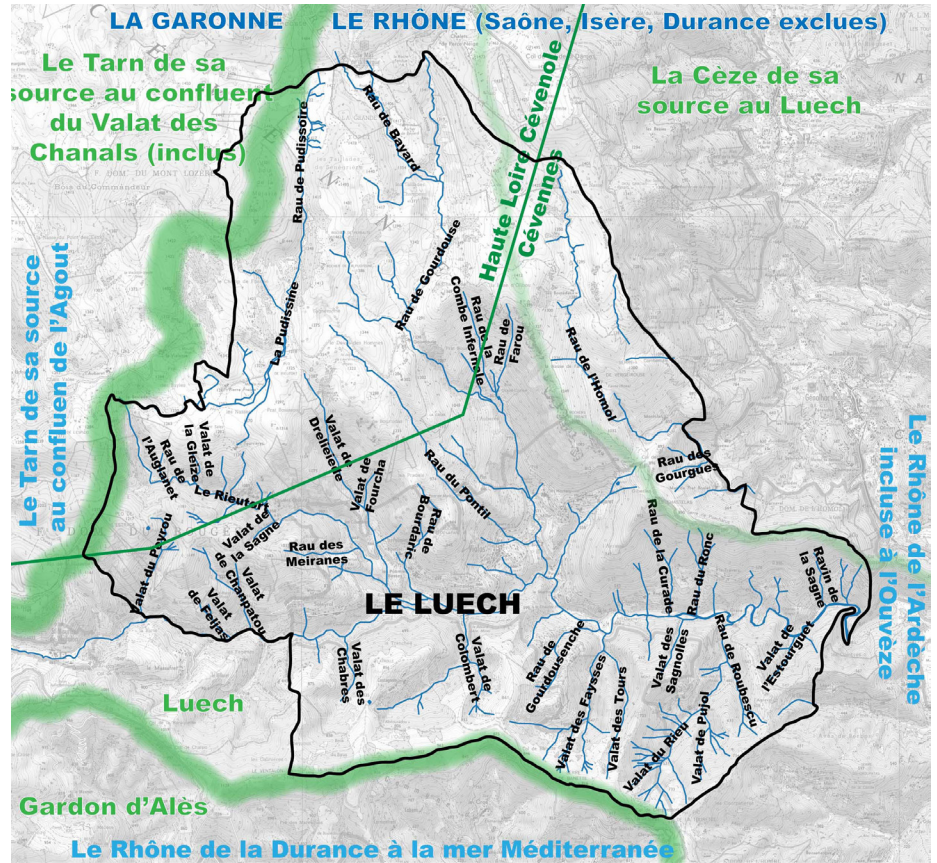 LA GARONNE
LE RHÔNE (Saône, Isère, Durance exclues)
Le Tarn de sa
source au confluent
du Valat des
Chanals (inclus)
La Cèze de sa
source au Luech
Haute Loire Cévenole
Cévennes
Le Tarn de sa source
au confluen de l'Agout
Rau de Pudissoire
Rau de Bayard
Rau de Gourdouse
La Pudissine
Rau de la
Combe Infernale
Rau de
Farou
Rau de l'Homol
Valat de
la Gleize
Rau de
l'Auglanet
Le Rieutort
Valat de
Drelieiede
Valat de
Fourcha
Rau du Pontil
Rau de
Bourdaric
Rau des
Gourgues
Valat du Peyrou
Valat de
la Sagne
Valat
de Chanpatou
Valat
de Feljas
Rau des
Meiranes
LE LUECH
Rau de la Curade
Rau du Ronc
Ravin de
la Sagne
Le Rhône de l'Ardèche
incluse à l'Ouvèze
Valat des
Chabres
Valat de
Colombert
Rau de
Gourdousenche
Valat des Faysses
Valat des Tours
Valat des
Sagnolles
Valat du Rieu
Valat de Pujol
Rau de Roubescu
Valat de
l'Estourguet
Luech
Gardon d'Alès
Le Rhône de la Durance à la mer Méditerranée